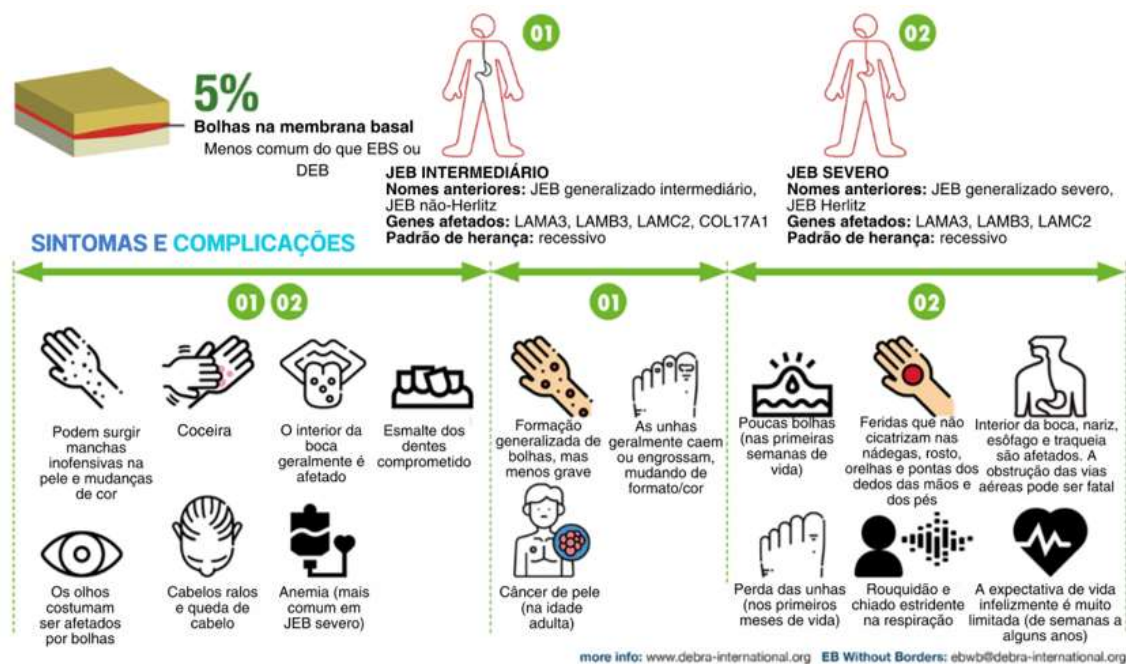 5%
Bolhas na membrana basal
Menos comum do que EBS ou
DEB
01
JEB INTERMEDIÁRIO
Nomes anteriores: JEB generalizado intermediário,
JEB não-Herlitz
Genes afetados: LAMA3, LAMB3, LAMC2, COL17A1
Padrão de herança: recessivo
02
JEB SEVERO
Nomes anteriores: JEB generalizado severo,
JEB Herlitz
Genes afetados: LAMA3, LAMB3, LAMC2
Padrão de herança: recessivo
SINTOMAS E COMPLICAÇÕES
01 02
Podem surgir
manchas
inofensivas na
pele e mudanças
de cor
Coceira
O interior da
boca
geralmente é
afetado
Esmalte dos
dentes
comprometido
Os olhos
costumam
ser afetados
por bolhas
Cabelos ralos
e queda de
cabelo
Anemia (mais
comum em
JEB severo)
01
Formação
generalizada de
bolhas, mas
menos grave
As unhas
geralmente caem
ou engrossam,
mudando de
formato/cor
Câncer de pele
(na idade
adulta)
02
Poucas bolhas
(nas primeiras
semanas de
vida)
Feridas que não
cicatrizam nas
nádegas, rosto,
orelhas e pontas dos
dedos das mãos e
dos pés
Interior da boca, nariz,
esôfago e traqueia
são afetados. A
obstrução das vias
aéreas pode ser fatal
Perda das unhas
(nos primeiros
meses de vida)
Rouquidão e
chiado estridente
na respiração
A expectativa de vida
infelizmente é muito
limitada (de semanas a
alguns anos)
more info: www.debra-international.org EB Without Borders: ebwb@debra-international.org